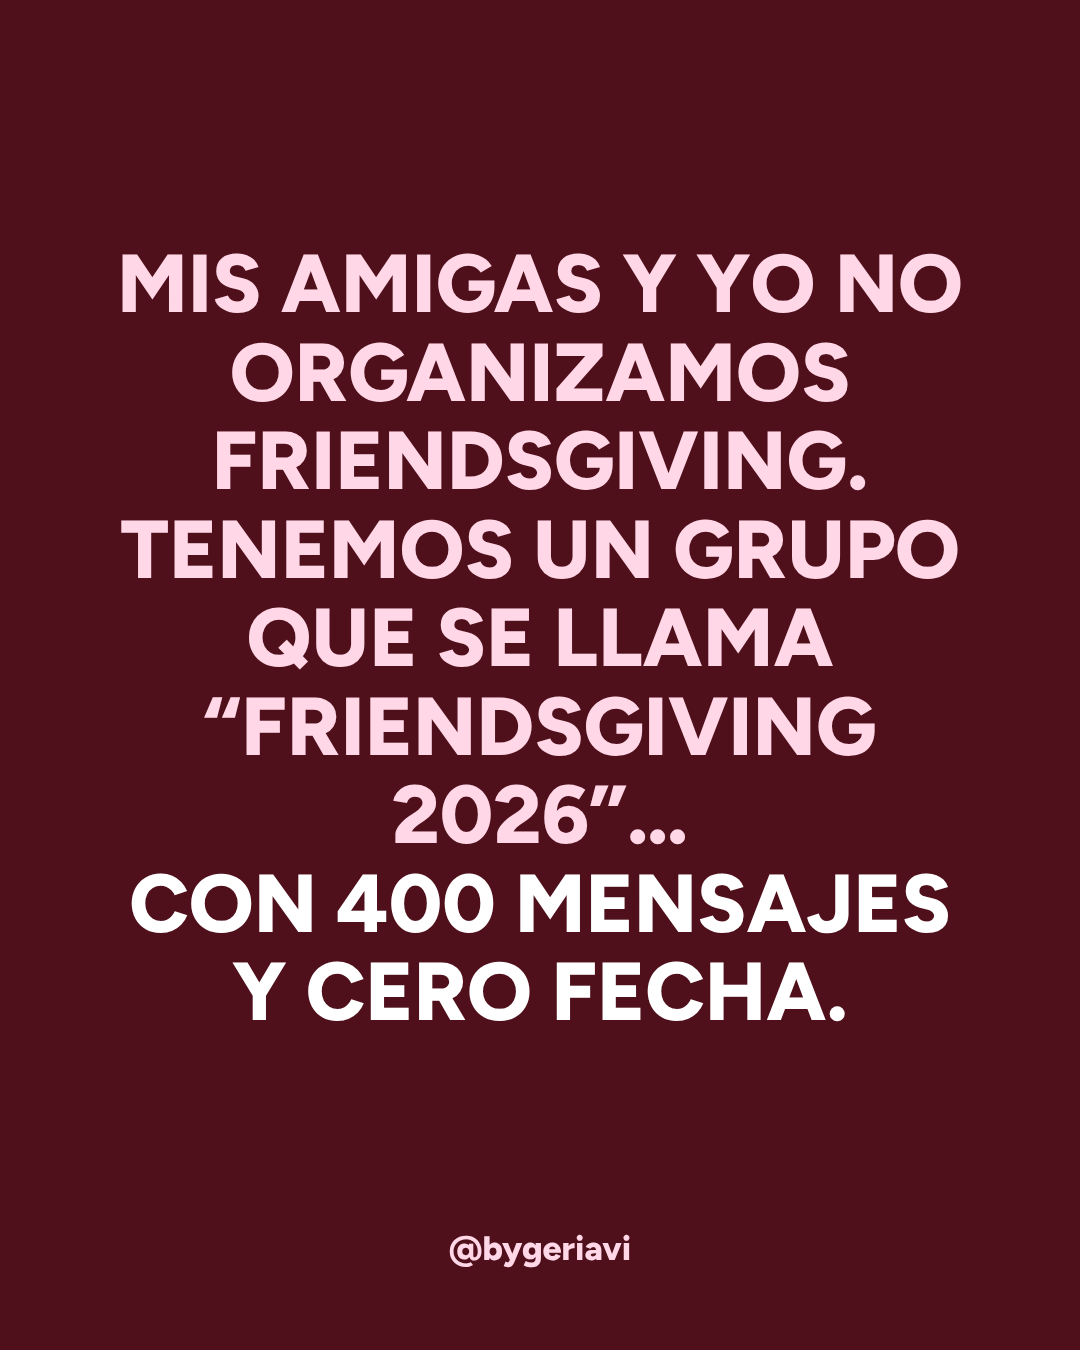 MIS AMIGAS Y YO NO
ORGANIZAMOS
FRIENDSGIVING.
TENEMOS UN GRUPO
QUE SE LLAMA
“FRIENDSGIVING
2026”...
CON 400 MENSAJES
Y CERO FECHA.
@bygeriavi